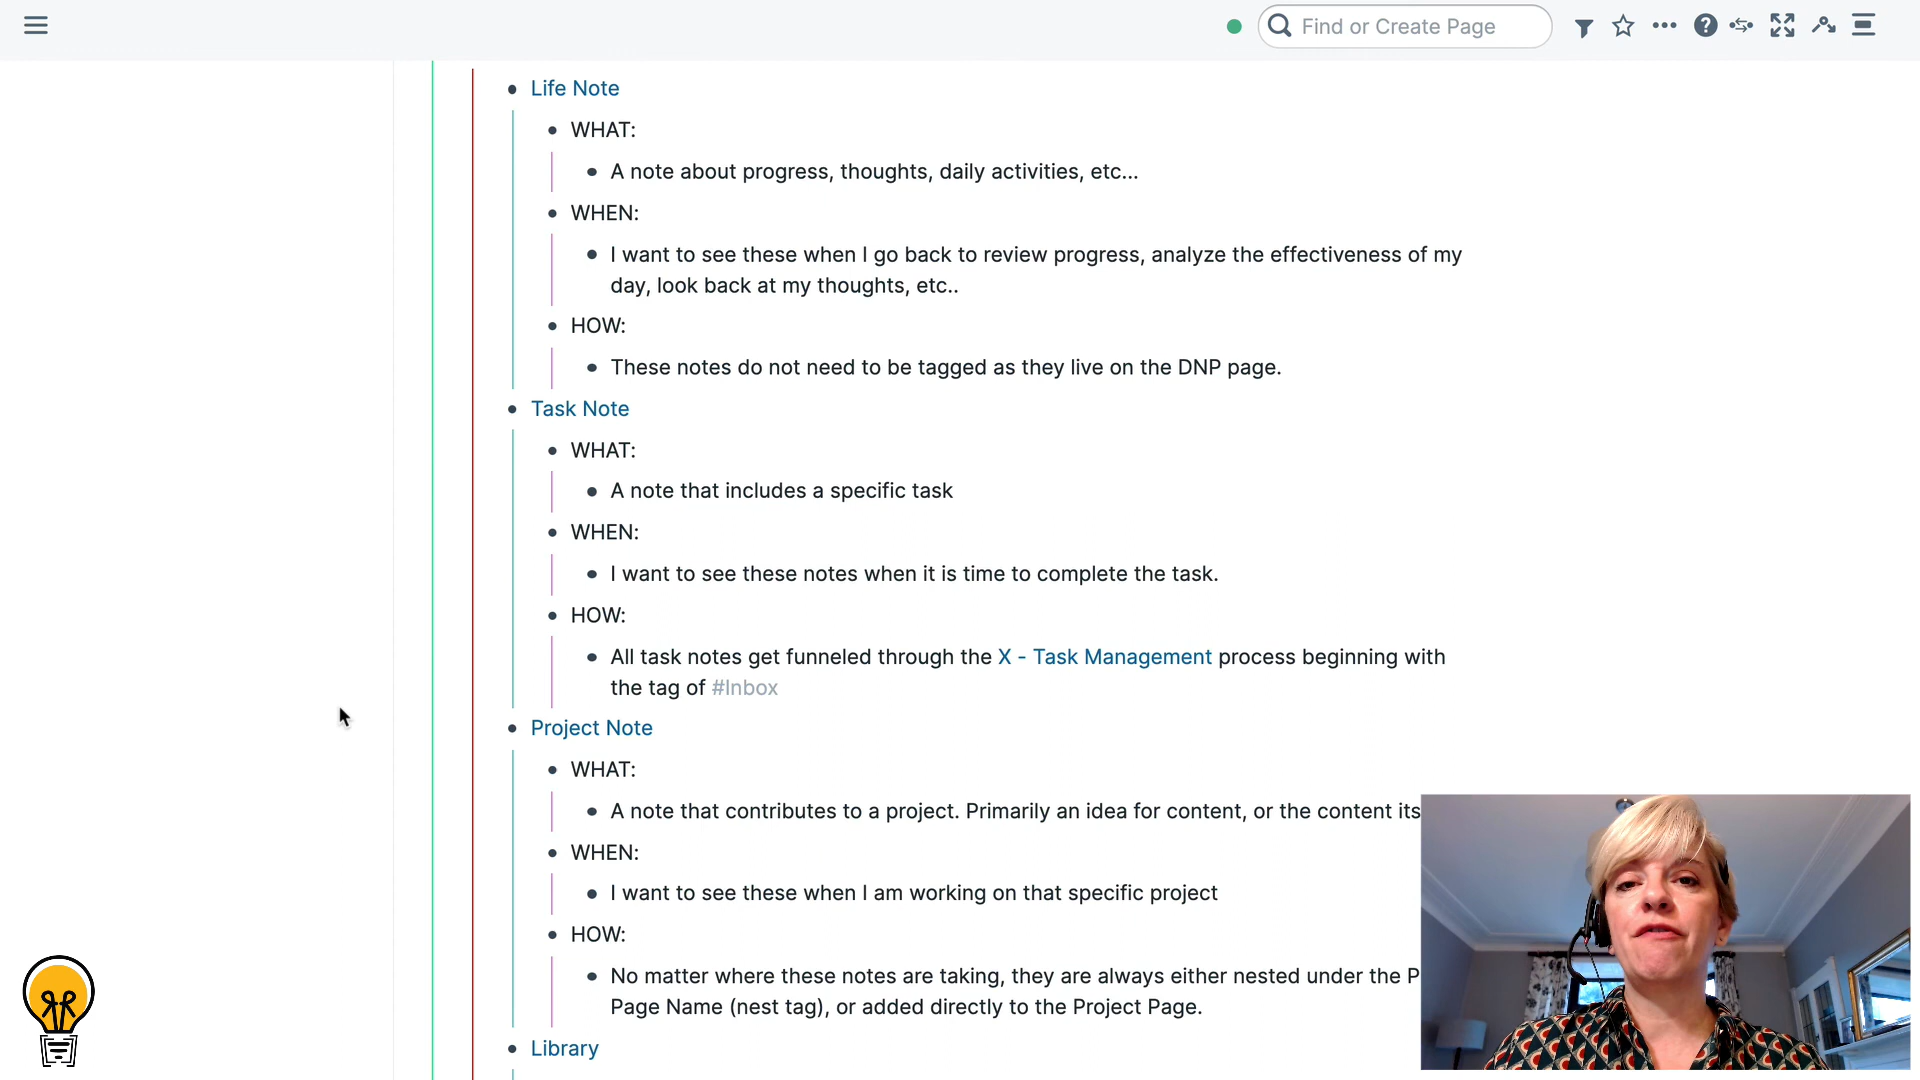 Find or Create Page
Life Note
WHAT:
A note about progress, thoughts, daily activities, etc...
WHEN:
I want to see these when I go back to review progress, analyze the effectiveness of my
day, look back at my thoughts, etc..
HOW:
These notes do not need to be tagged as they live on the DNP page.
Task Note
WHAT:
A note that includes a specific task
WHEN:
I want to see these notes when it is time to complete the task.
HOW:
All task notes get funneled through the X - Task Management process beginning with
the tag of #Inbox
Project Note
WHAT:
A note that contributes to a project. Primarily an idea for content, or the content its
WHEN:
I want to see these when I am working on that specific project
HOW:
No matter where these notes are taking, they are always either nested under the P
Page Name (nest tag), or added directly to the Project Page.
Library